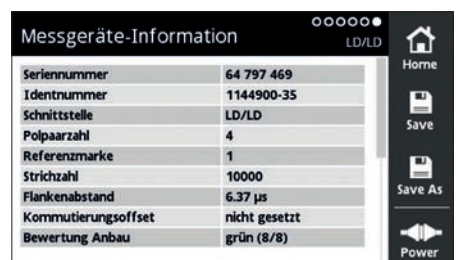 Messgeräte-Information
LD/LD
Seriennummer 64 797 469
Identnummer 1144900-35
Schnittstelle LD/LD
Polpaarzahl 4
Referenzmarke 1
Strichzahl 10000
Flankenabstand 6.37 µs
Kommutierungsoffset nicht gesetzt
Bewertung Anbau grün (8/8)
Home
Save
Save As
Power